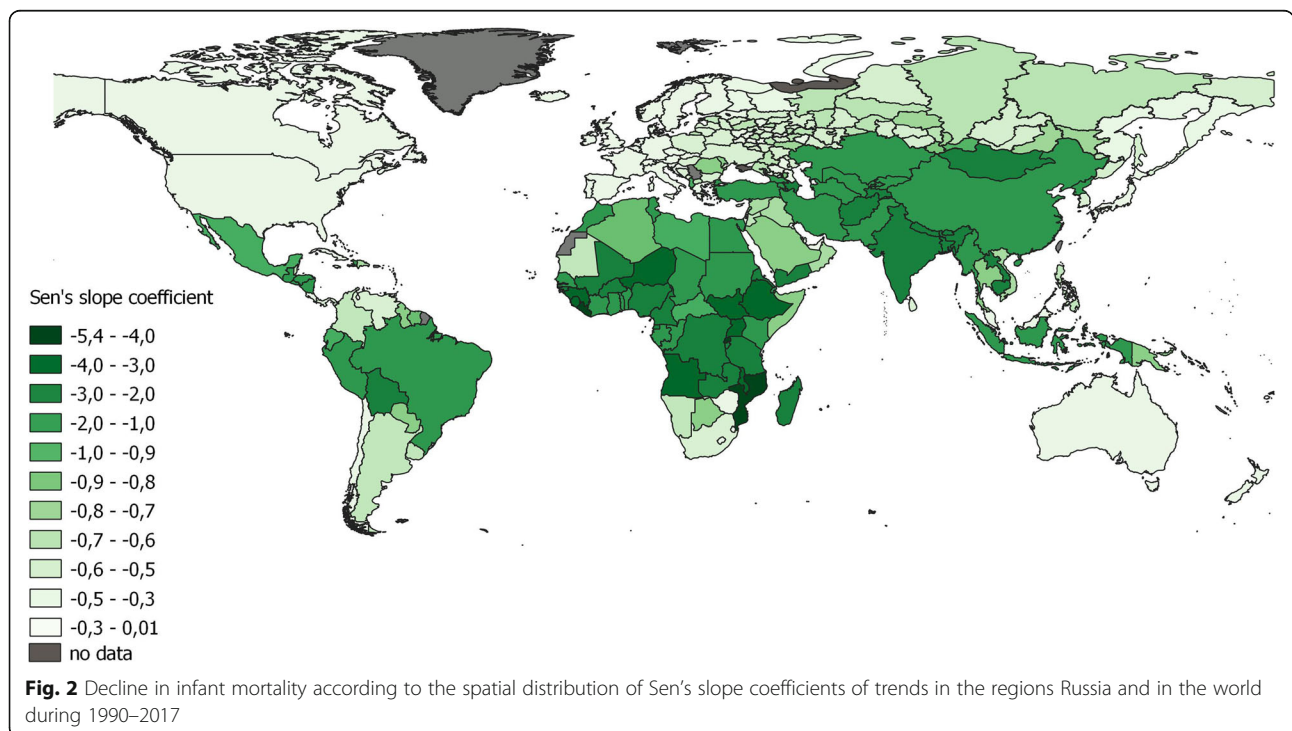 Sen's slope coefficient
-5,4 - -4,0
-4,0 - -3,0
-3,0 - -2,0
-2,0 - -1,0
-1,0 - -0,9
-0,9 - -0,8
-0,8 - -0,7
-0,7 - -0,6
-0,6 - -0,5
-0,5 - -0,3
-0,3 - 0,01
no data
Fig. 2 Decline in infant mortality according to the spatial distribution of Sen's slope coefficients of trends in the regions Russia and in the world
during 1990–2017